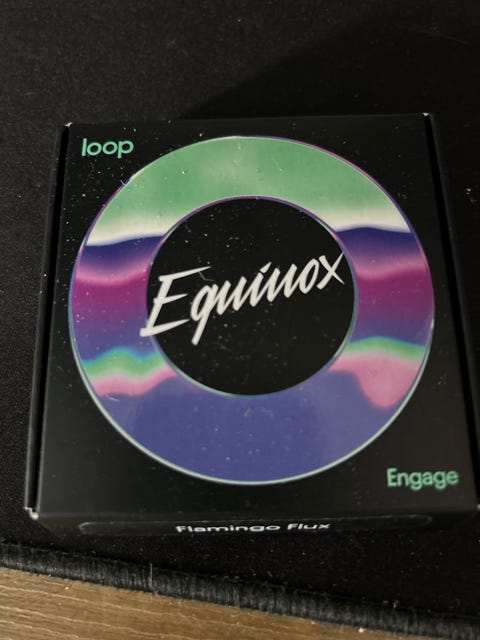 loop
Equinox
Engage
Flamingo Flux